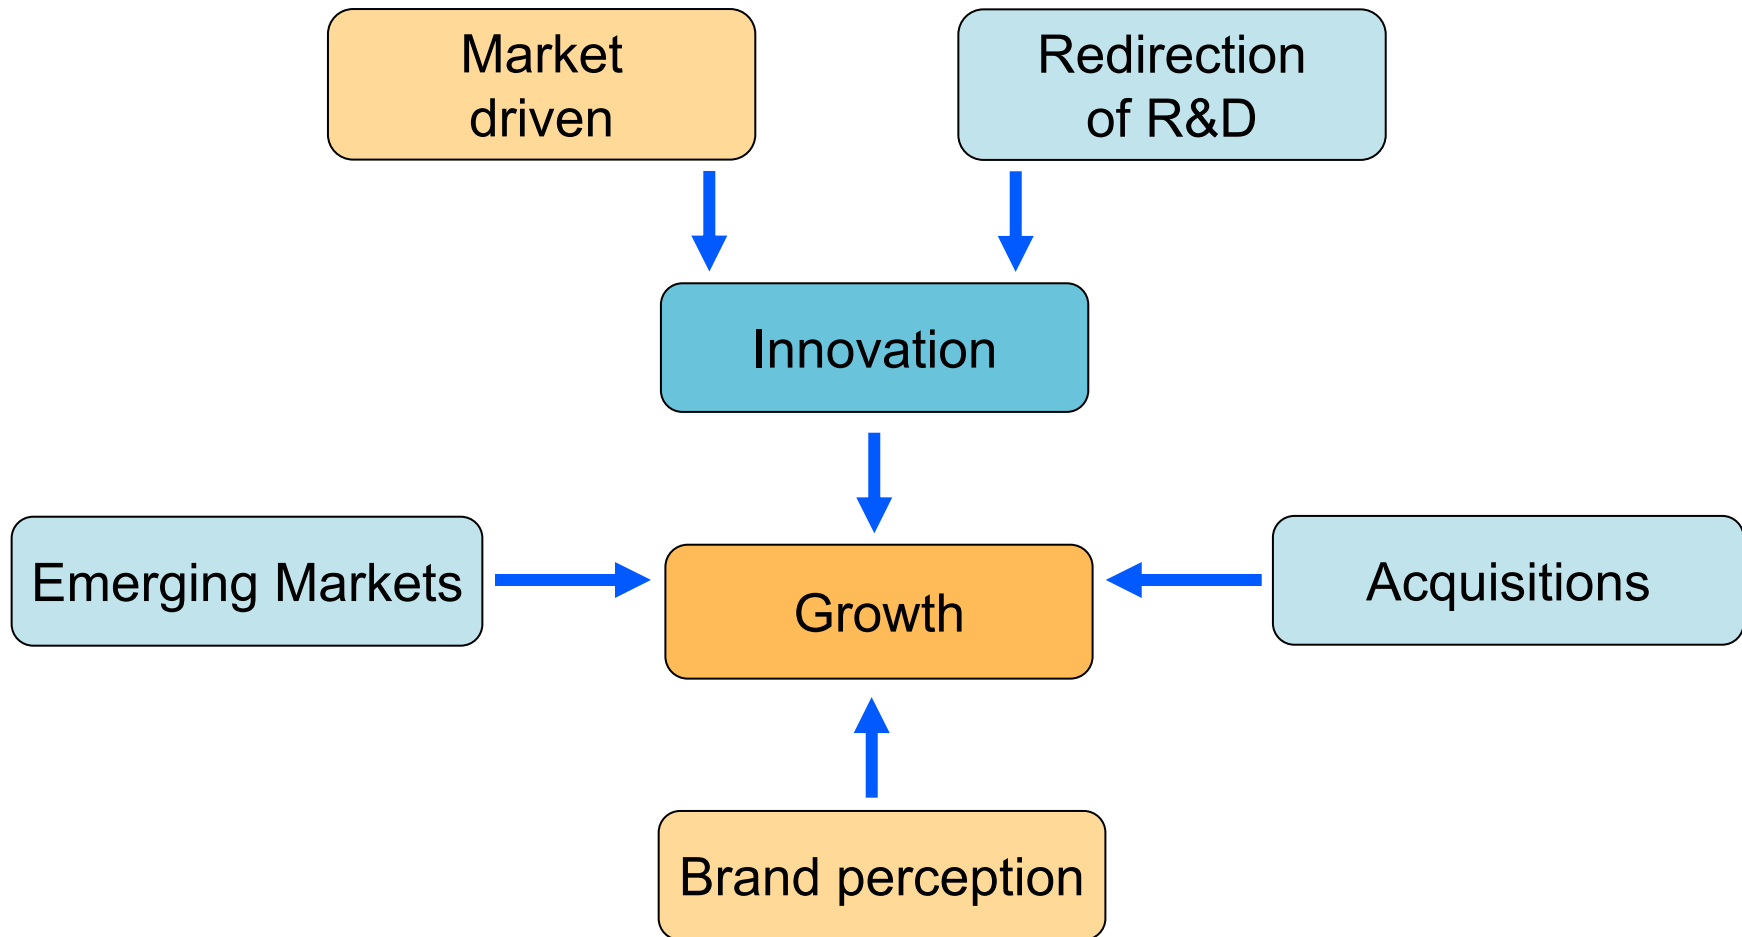 Market
driven
Redirection
of R&D
Innovation
Emerging Markets
Growth
Acquisitions
Brand perception